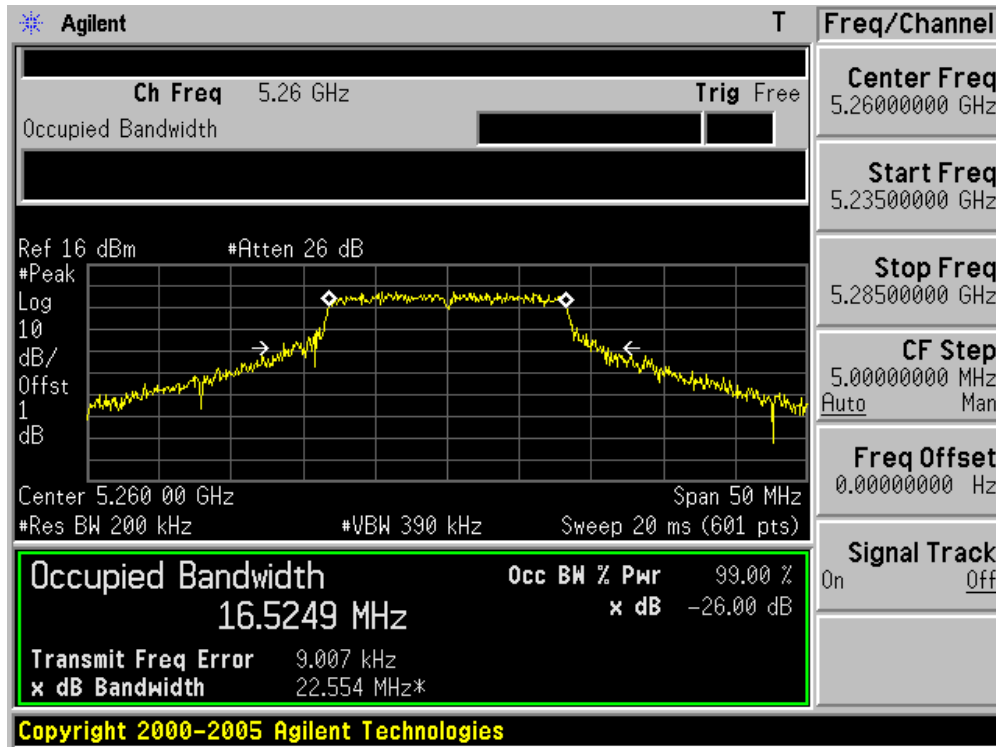 Agilent T Freq/Channel
Ch Freq 5.26 GHz Trig Free
Occupied Bandwidth
Center Freq
5.26000000 GHz
Start Freq
5.23500000 GHz
Stop Freq
5.28500000 GHz
CF Step
5.00000000 MHz
Auto Man
Freq Offset
0.00000000 Hz
Signal Track
On Off
Ref 16 dBm #Atten 26 dB
#Peak
Log
10
dB/
Offst
1
dB
Center 5.260 00 GHz Span 50 MHz
#Res BW 200 kHz #VBW 390 kHz Sweep 20 ms (601 pts)
Occupied Bandwidth Occ BW % Pwr 99.00 %
16.5249 MHz x dB -26.00 dB
Transmit Freq Error 9.007 kHz
x dB Bandwidth 22.554 MHz*
Copyright 2000-2005 Agilent Technologies